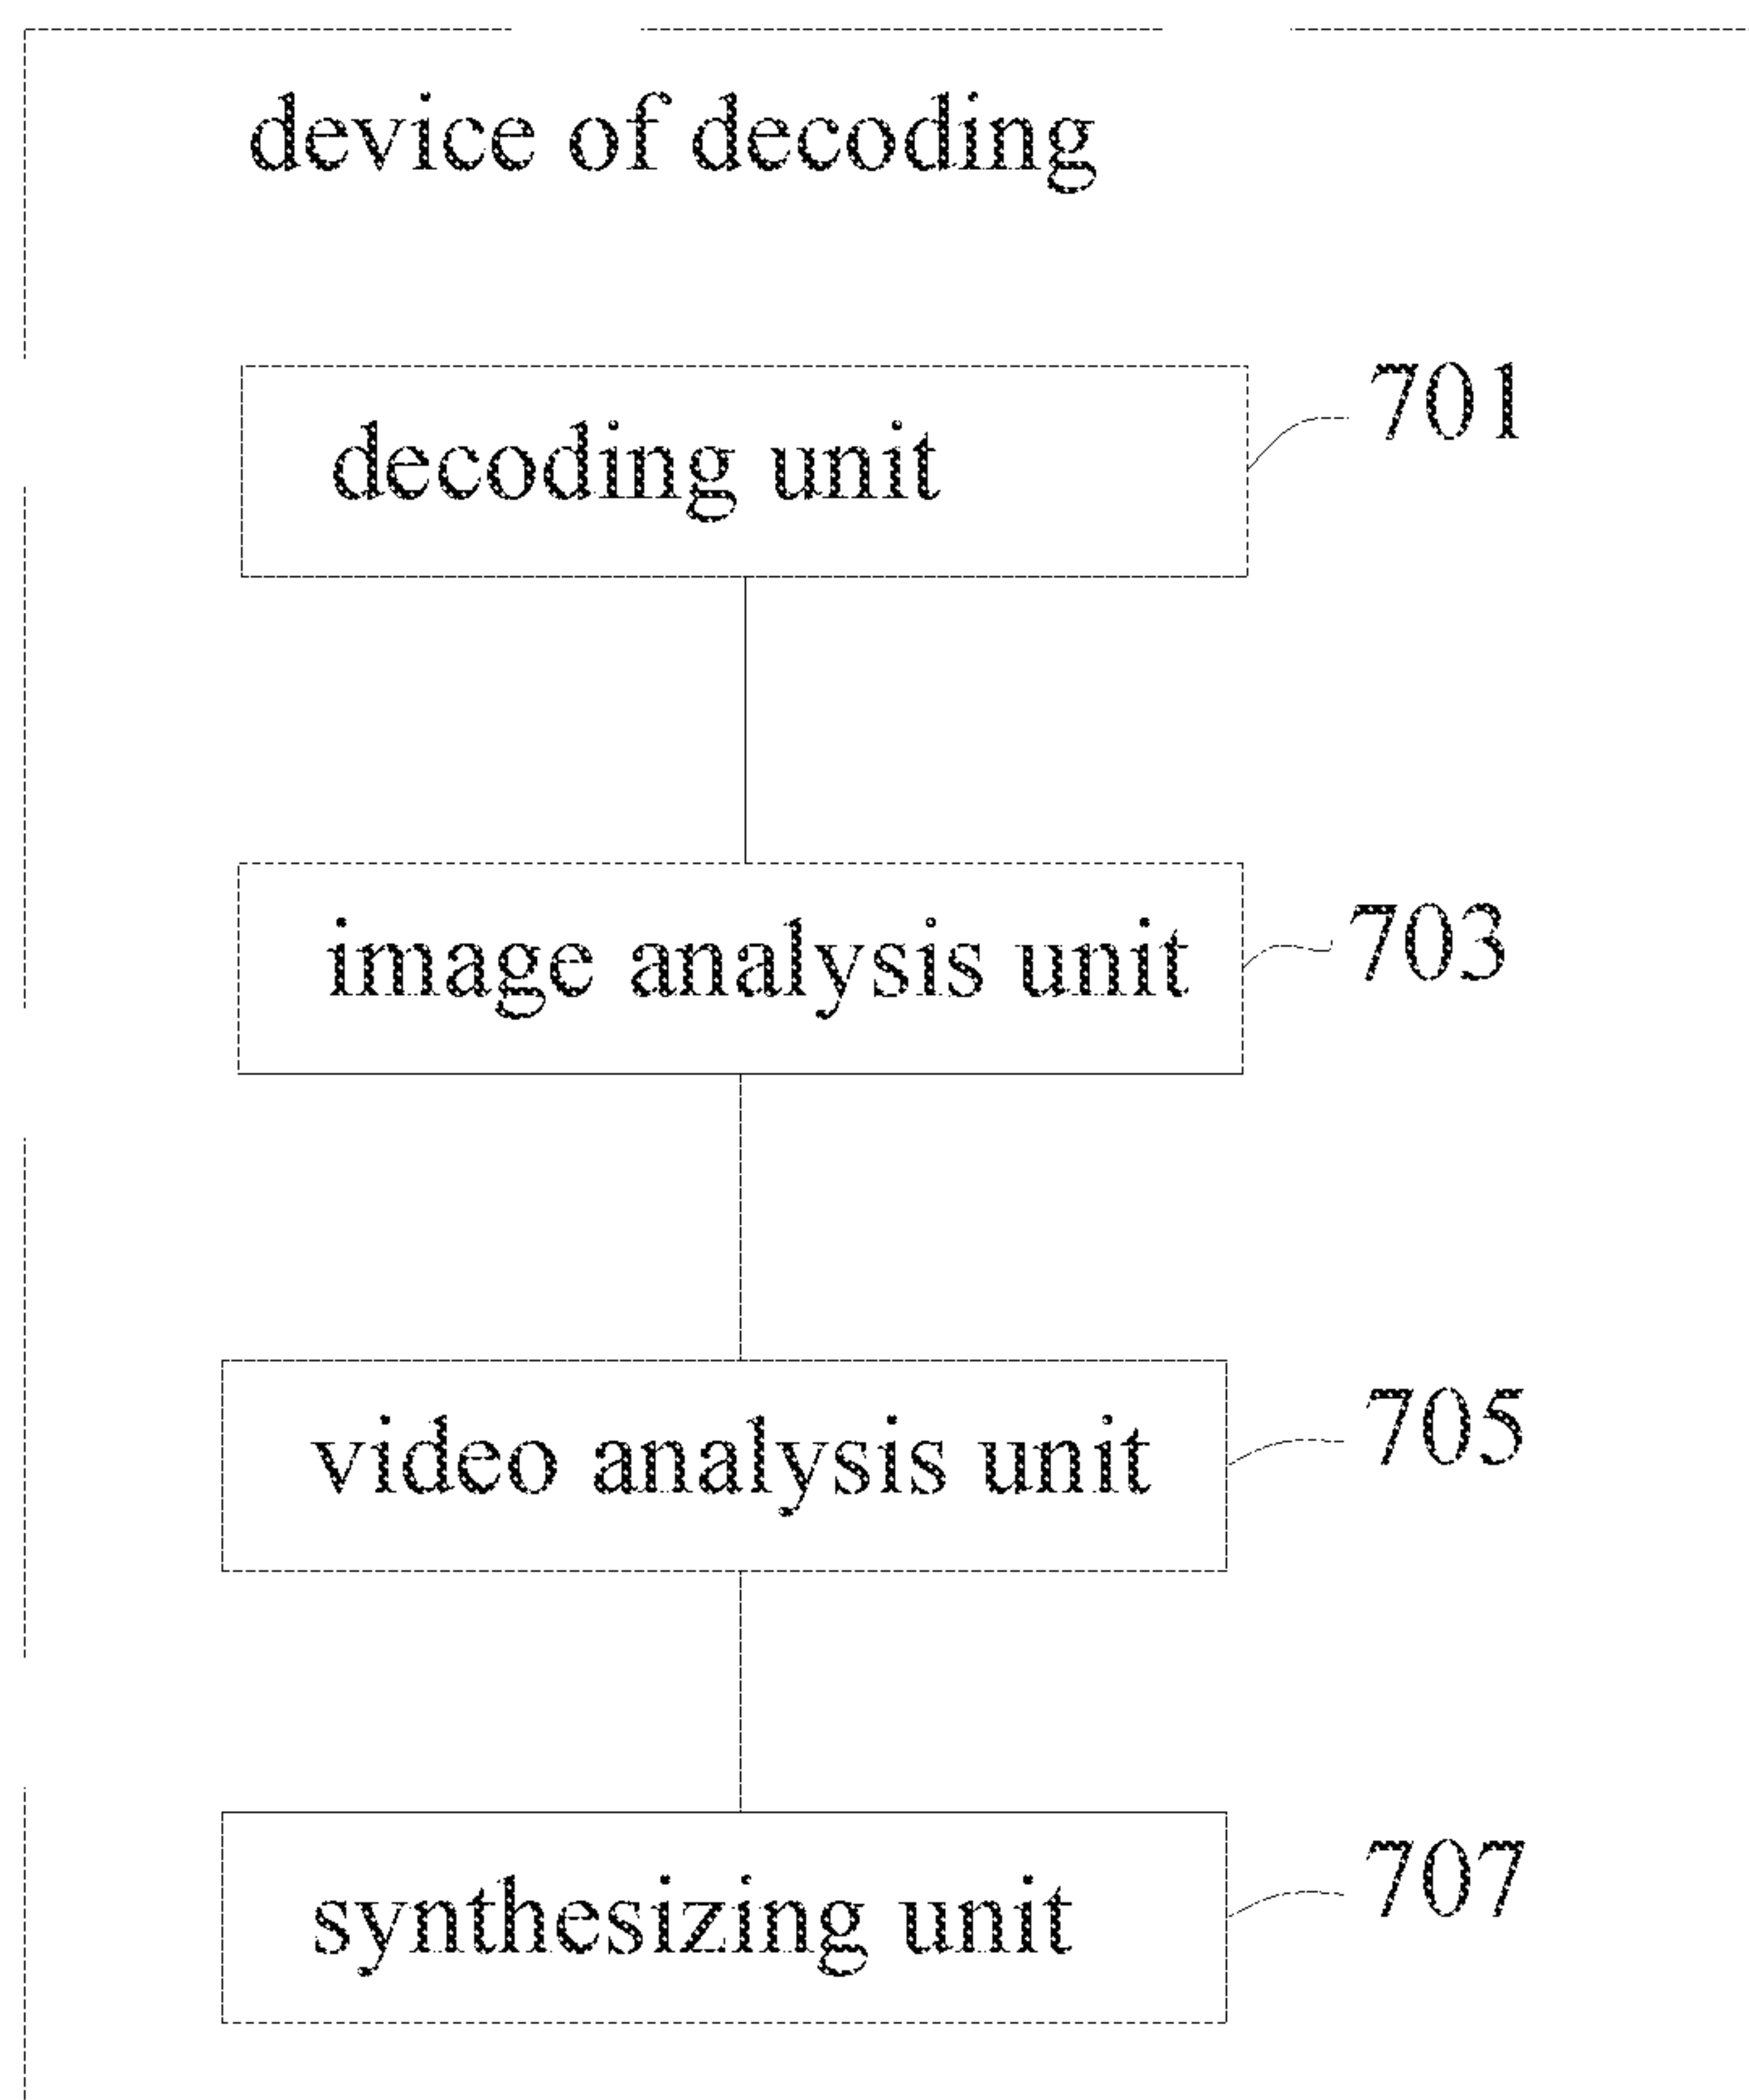 device of decoding
decoding unit
701
image analysis unit
703
video analysis unit
705
synthesizing unit
707